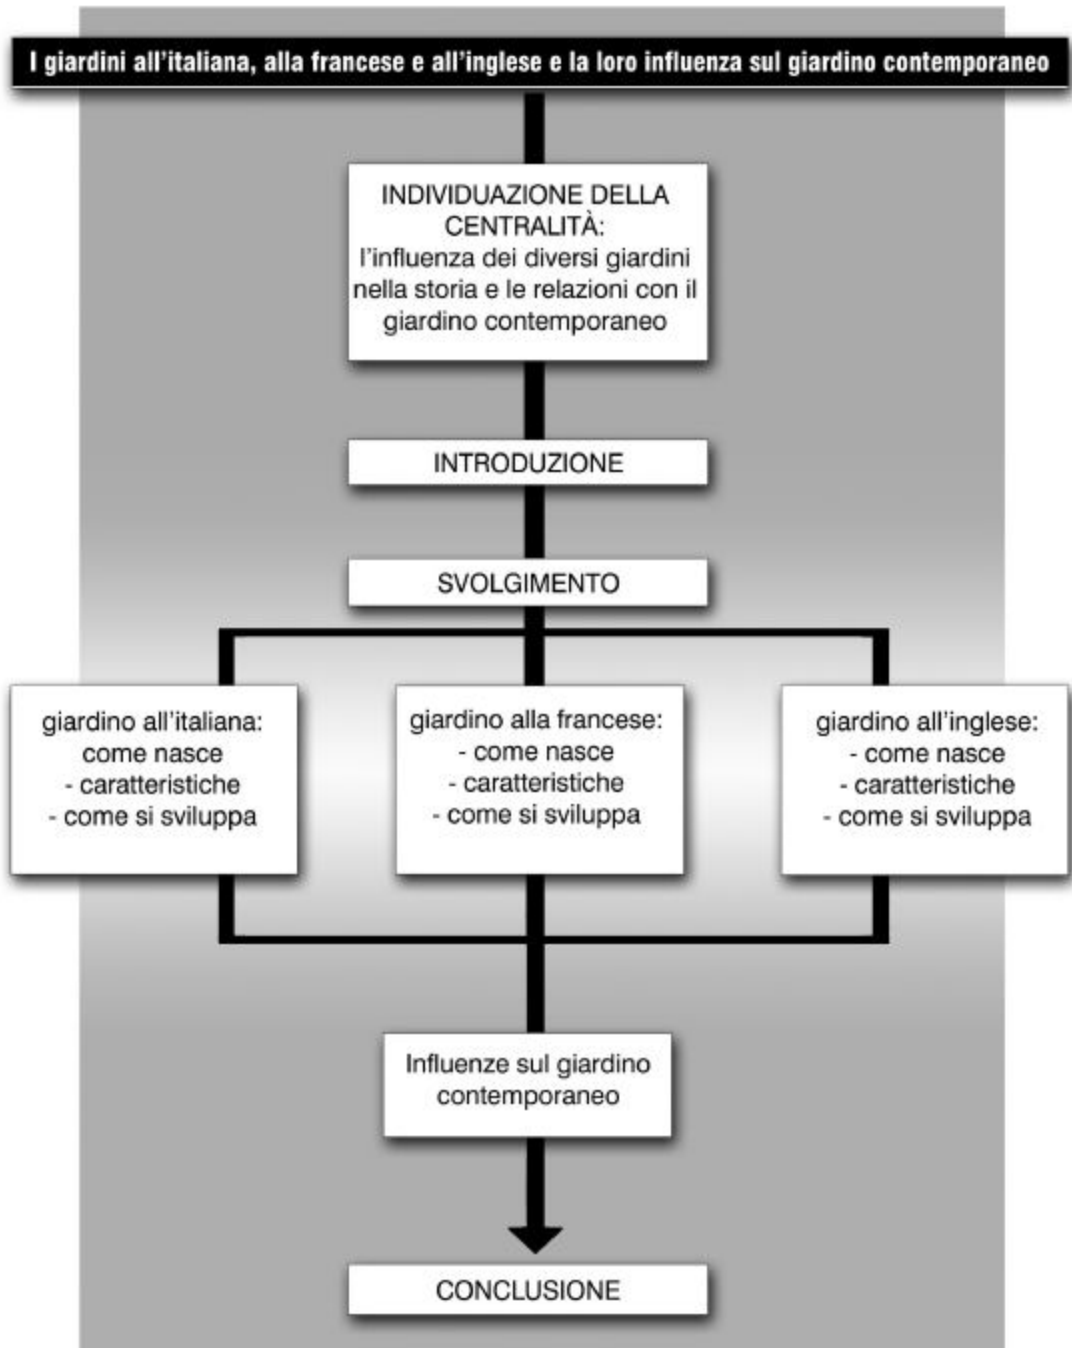 I giardini all'italiana, alla francese e all'inglese e la loro influenza sul giardino contemporaneo
INDIVIDUAZIONE DELLA
CENTRALITÀ:
l'influenza dei diversi giardini
nella storia e le relazioni con il
giardino contemporaneo
INTRODUZIONE
SVOLGIMENTO
giardino all'italiana:
come nasce
- caratteristiche
- come si sviluppa
giardino alla francese:
- come nasce
- caratteristiche
- come si sviluppa
giardino all'inglese:
- come nasce
- caratteristiche
- come si sviluppa
Influenze sul giardino
contemporaneo
CONCLUSIONE